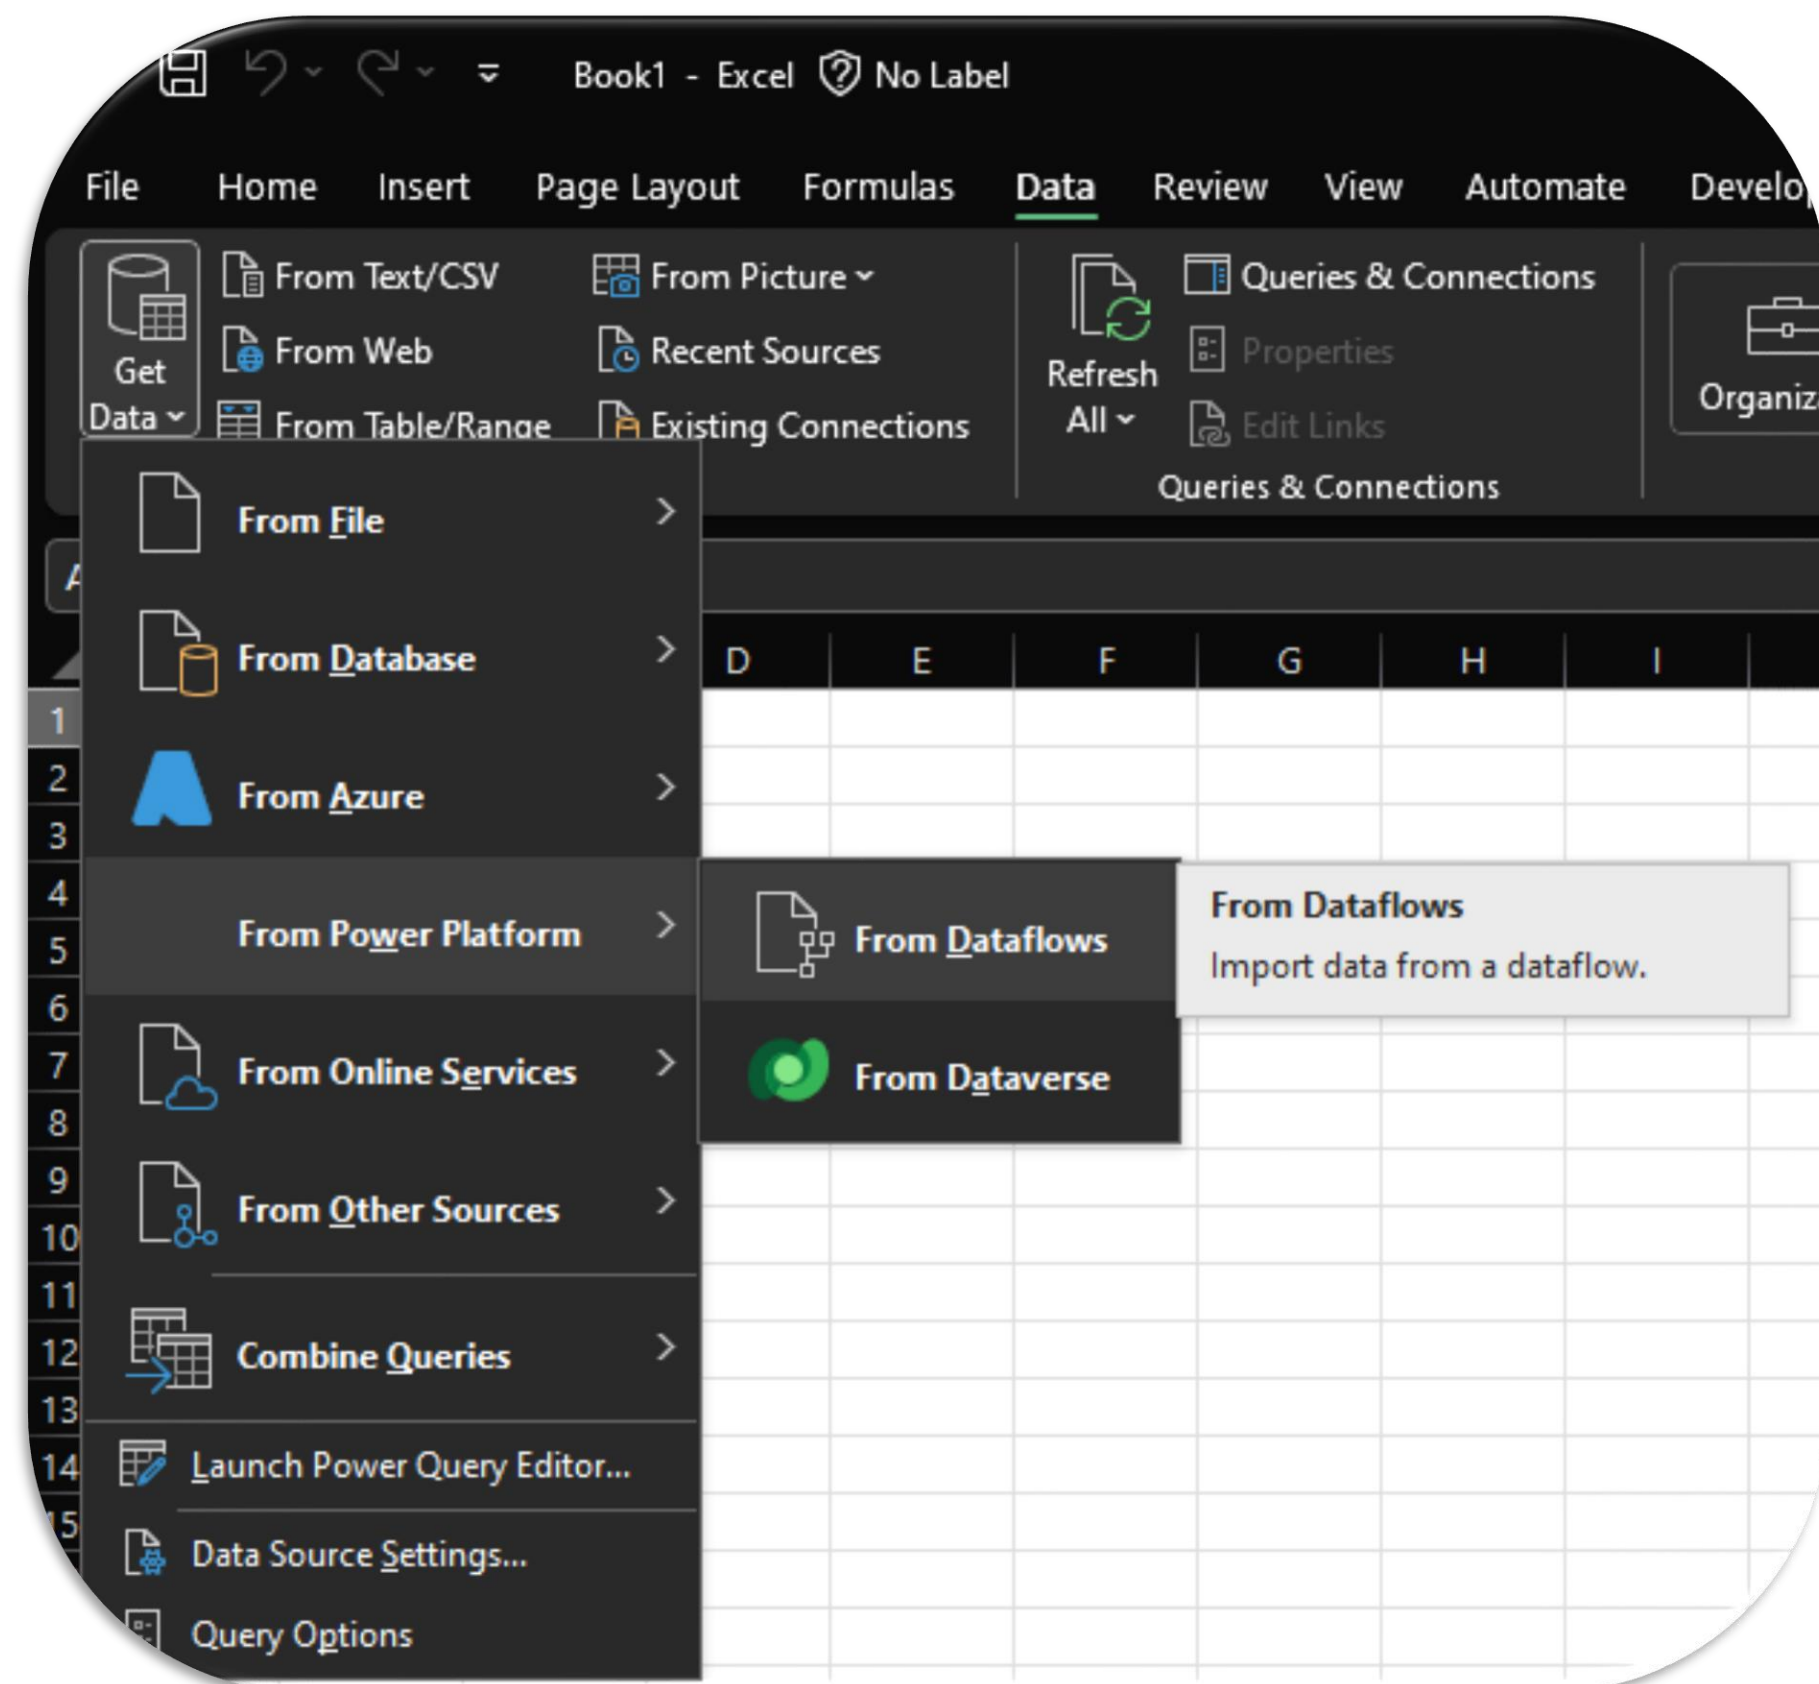 Book1 - Excel No Label
File Home Insert Page Layout Formulas Data Review View Automate
Get Data
From Text/CSV
From Web
From Table/Range
From Picture
Recent Sources
Existing Connections
Refresh All
Queries & Connections
Properties
Edit Links
Queries & Connections
From File
From Database
From Azure
From Power Platform
From Online Services
From Other Sources
Combine Queries
Launch Power Query Editor...
Data Source Settings...
Query Options
From Dataflows
From Dataverse
From Dataflows
Import data from a dataflow.
D E F G H I
1
2
3
4
5
6
7
8
9
10
11
12
13
14
15